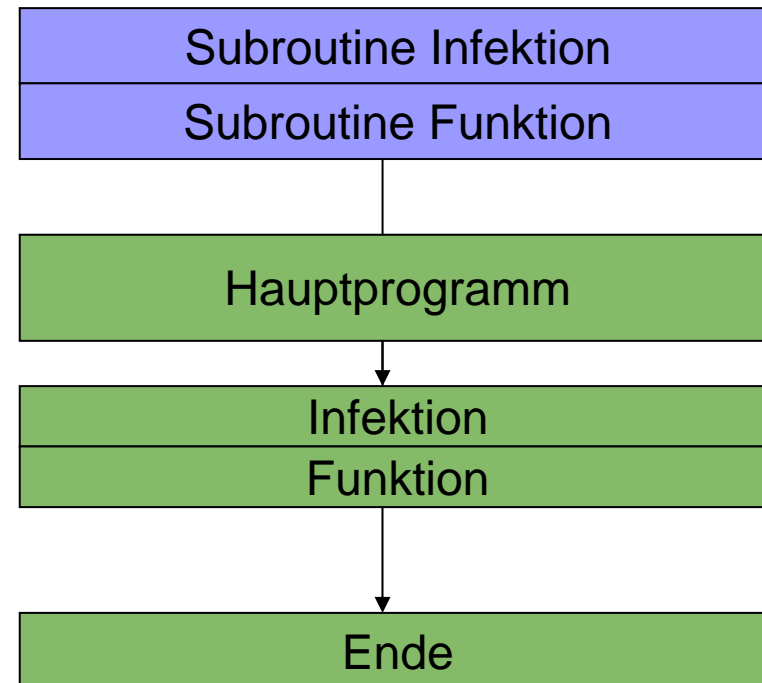 Subroutine Infektion
Subroutine Funktion
Hauptprogramm
Infektion
Funktion
Ende